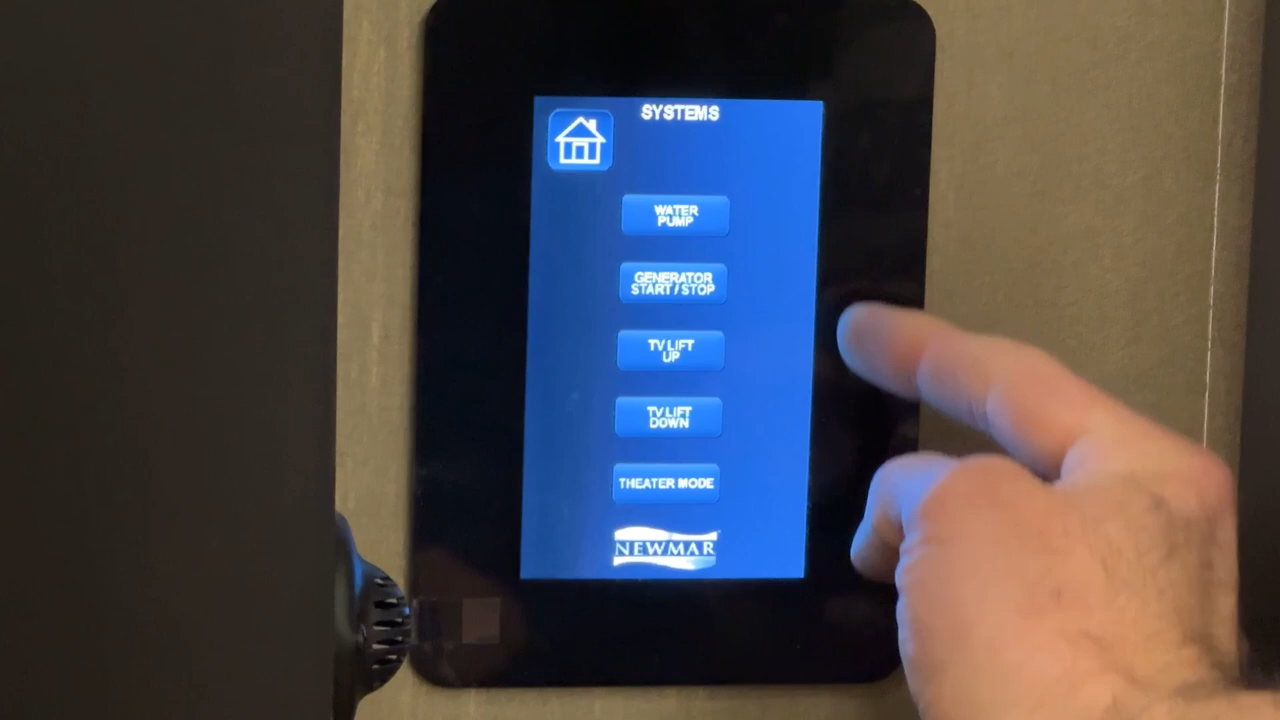 SYSTEMS
WATER
PUMP
GENERATOR
START / STOP
TV LIFT
UP
TV LIFT
DOWN
THEATER MODE
NEWMAR